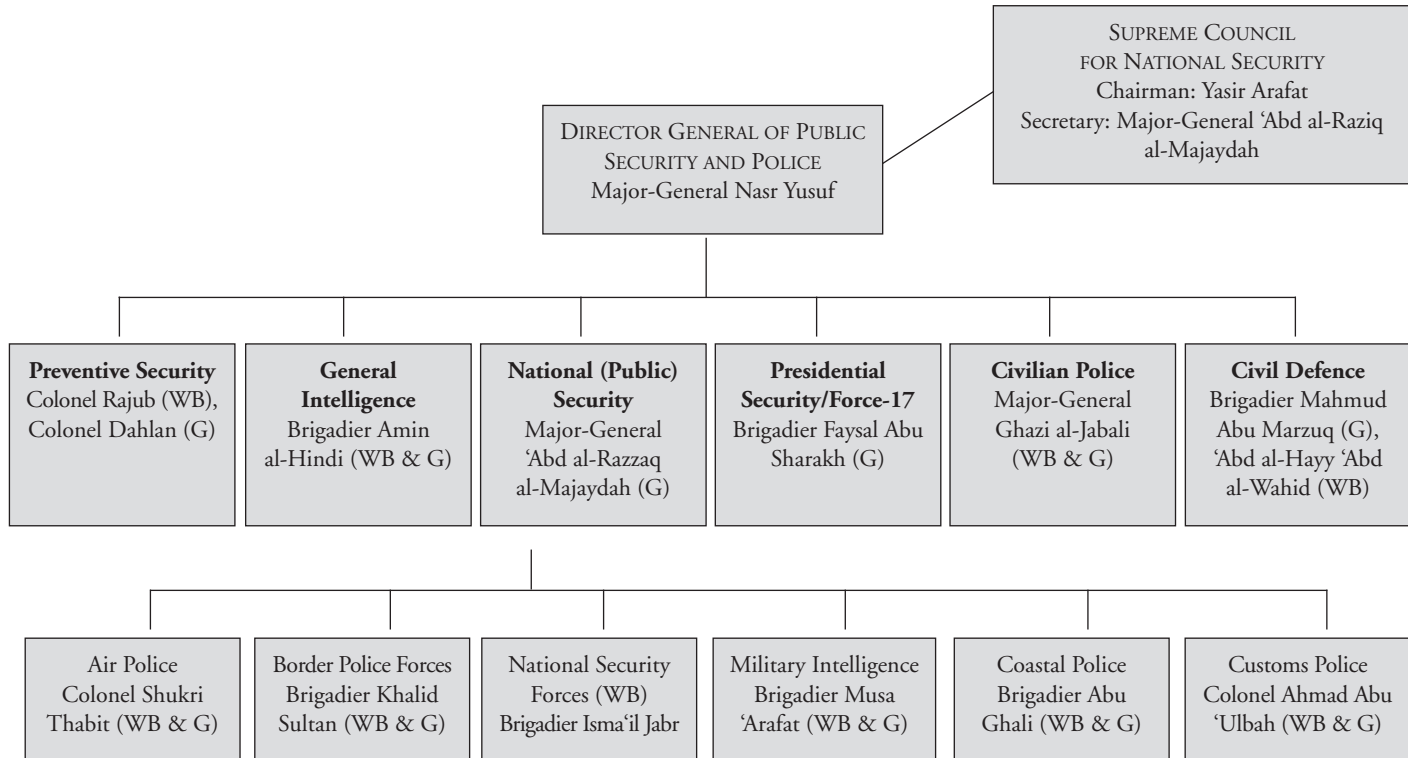 SUPREME COUNCIL
FOR NATIONAL SECURITY
Chairman: Yasir Arafat
Secretary: Major-General ‘Abd al-Raziq
al-Majaydah
DIRECTOR GENERAL OF PUBLIC
SECURITY AND POLICE
Major-General Nasr Yusuf
Preventive Security
Colonel Rajub (WB),
Colonel Dahlan (G)
General
Intelligence
Brigadier Amin
al-Hindi (WB & G)
National (Public)
Security
Major-General
‘Abd al-Razzaq
al-Majaydah (G)
Presidential
Security/Force-17
Brigadier Faysal Abu
Sharakh (G)
Civilian Police
Major-General
Ghazi al-Jabali
(WB & G)
Civil Defence
Brigadier Mahmud
Abu Marzuq (G),
‘Abd al-Hayy ‘Abd
al-Wahid (WB)
Air Police
Colonel Shukri
Thabit (WB & G)
Border Police Forces
Brigadier Khalid
Sultan (WB & G)
National Security
Forces (WB)
Brigadier Isma‘il Jabr
Military Intelligence
Brigadier Musa
‘Arafat (WB & G)
Coastal Police
Brigadier Abu
Ghali (WB & G)
Customs Police
Colonel Ahmad Abu
‘Ulbah (WB & G)